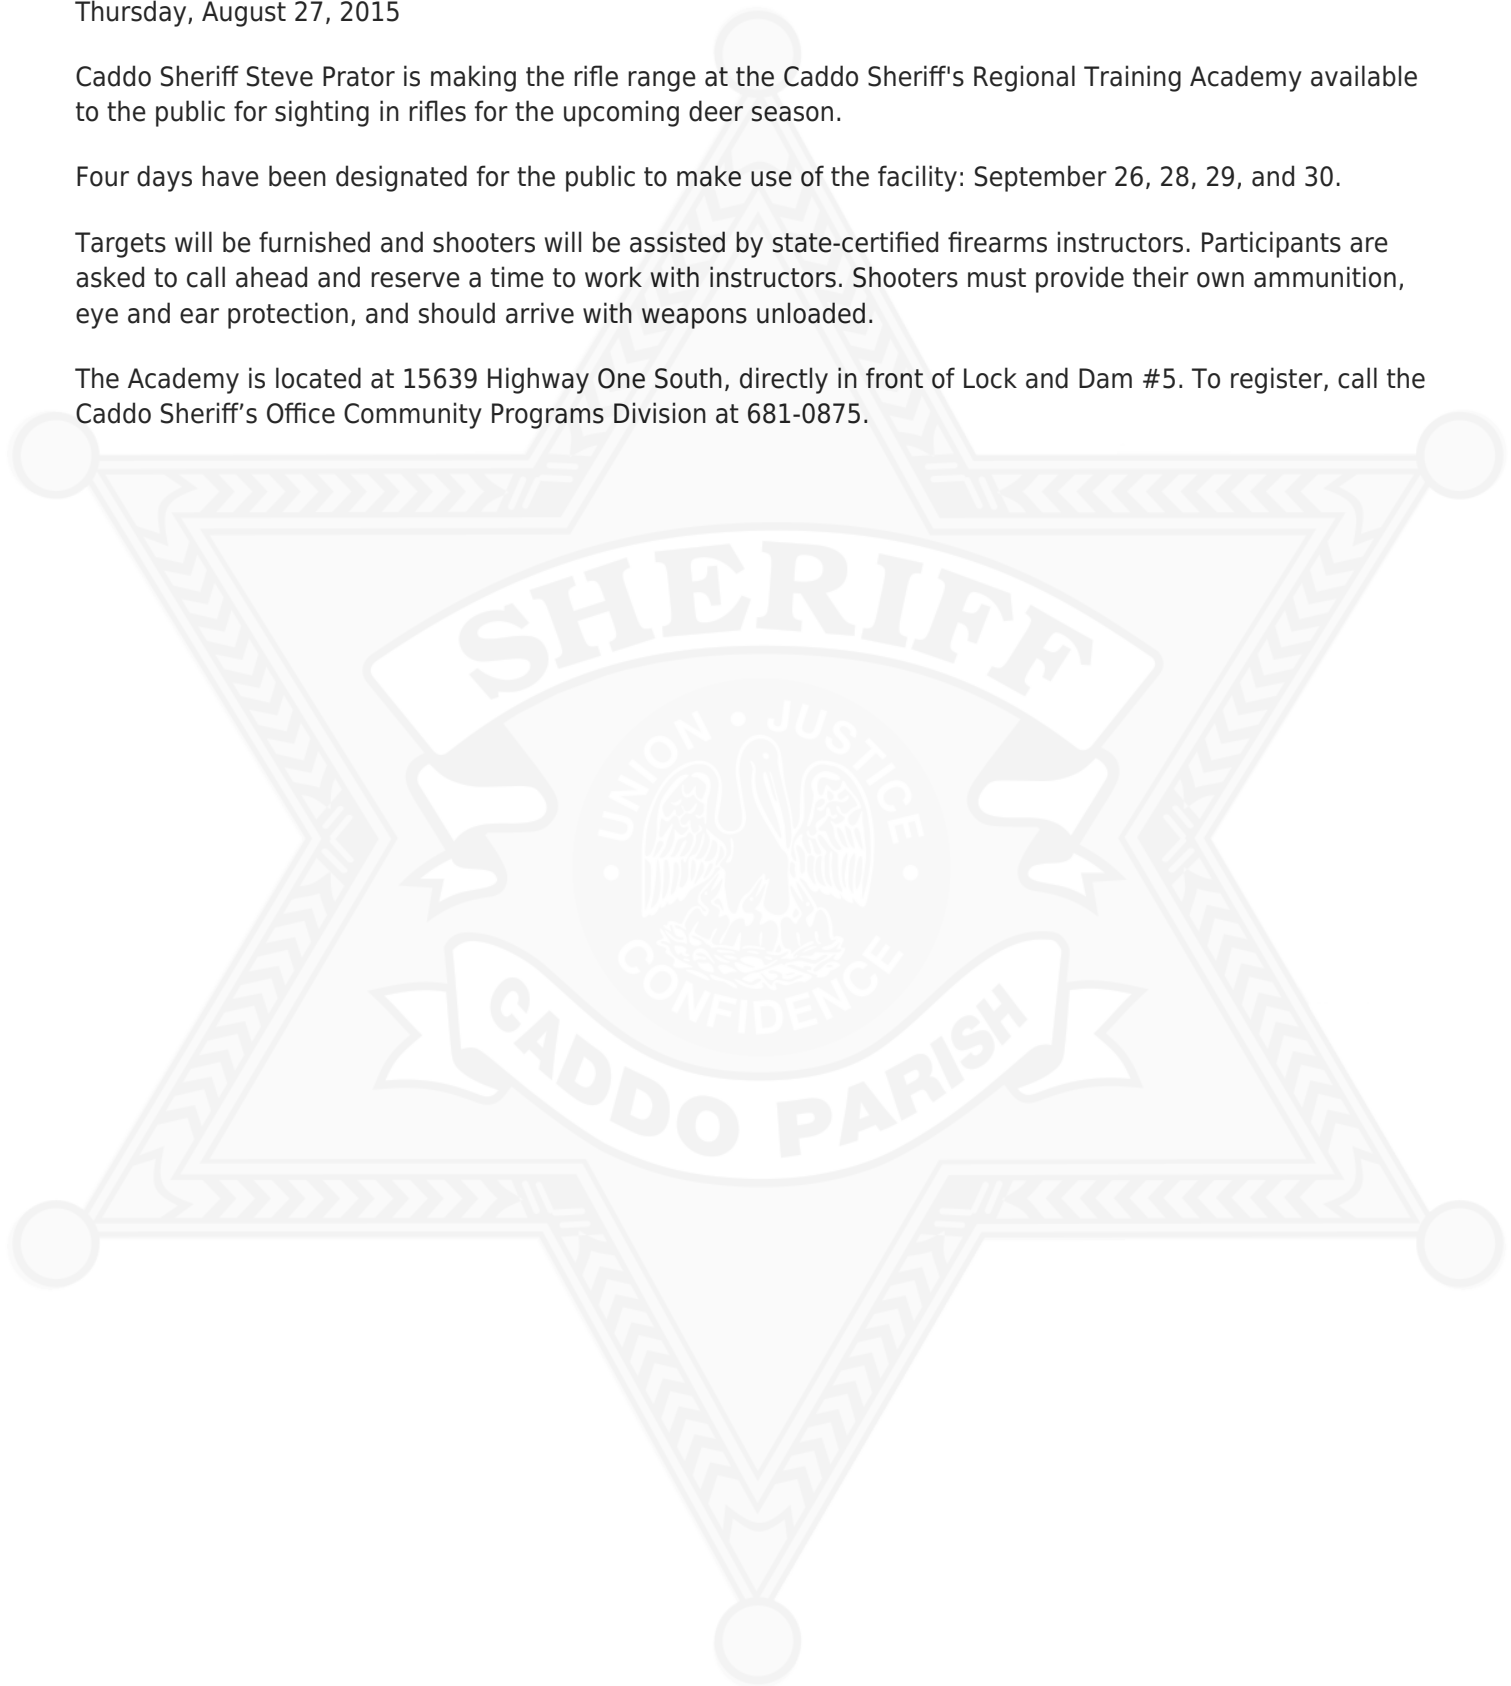 Thursday, August 27, 2015
Caddo Sheriff Steve Prator is making the rifle range at the Caddo Sheriff's Regional Training Academy available
to the public for sighting in rifles for the upcoming deer season.
Four days have been designated for the public to make use of the facility: September 26, 28, 29, and 30.
Targets will be furnished and shooters will be assisted by state-certified firearms instructors. Participants are
asked to call ahead and reserve a time to work with instructors. Shooters must provide their own ammunition,
eye and ear protection, and should arrive with weapons unloaded.
The Academy is located at 15639 Highway One South, directly in front of Lock and Dam #5. To register, call the
Caddo Sheriff’s Office Community Programs Division at 681-0875.
SHERIFF
UNION • JUSTICE
• CONFIDENCE •
CADDO PARISH